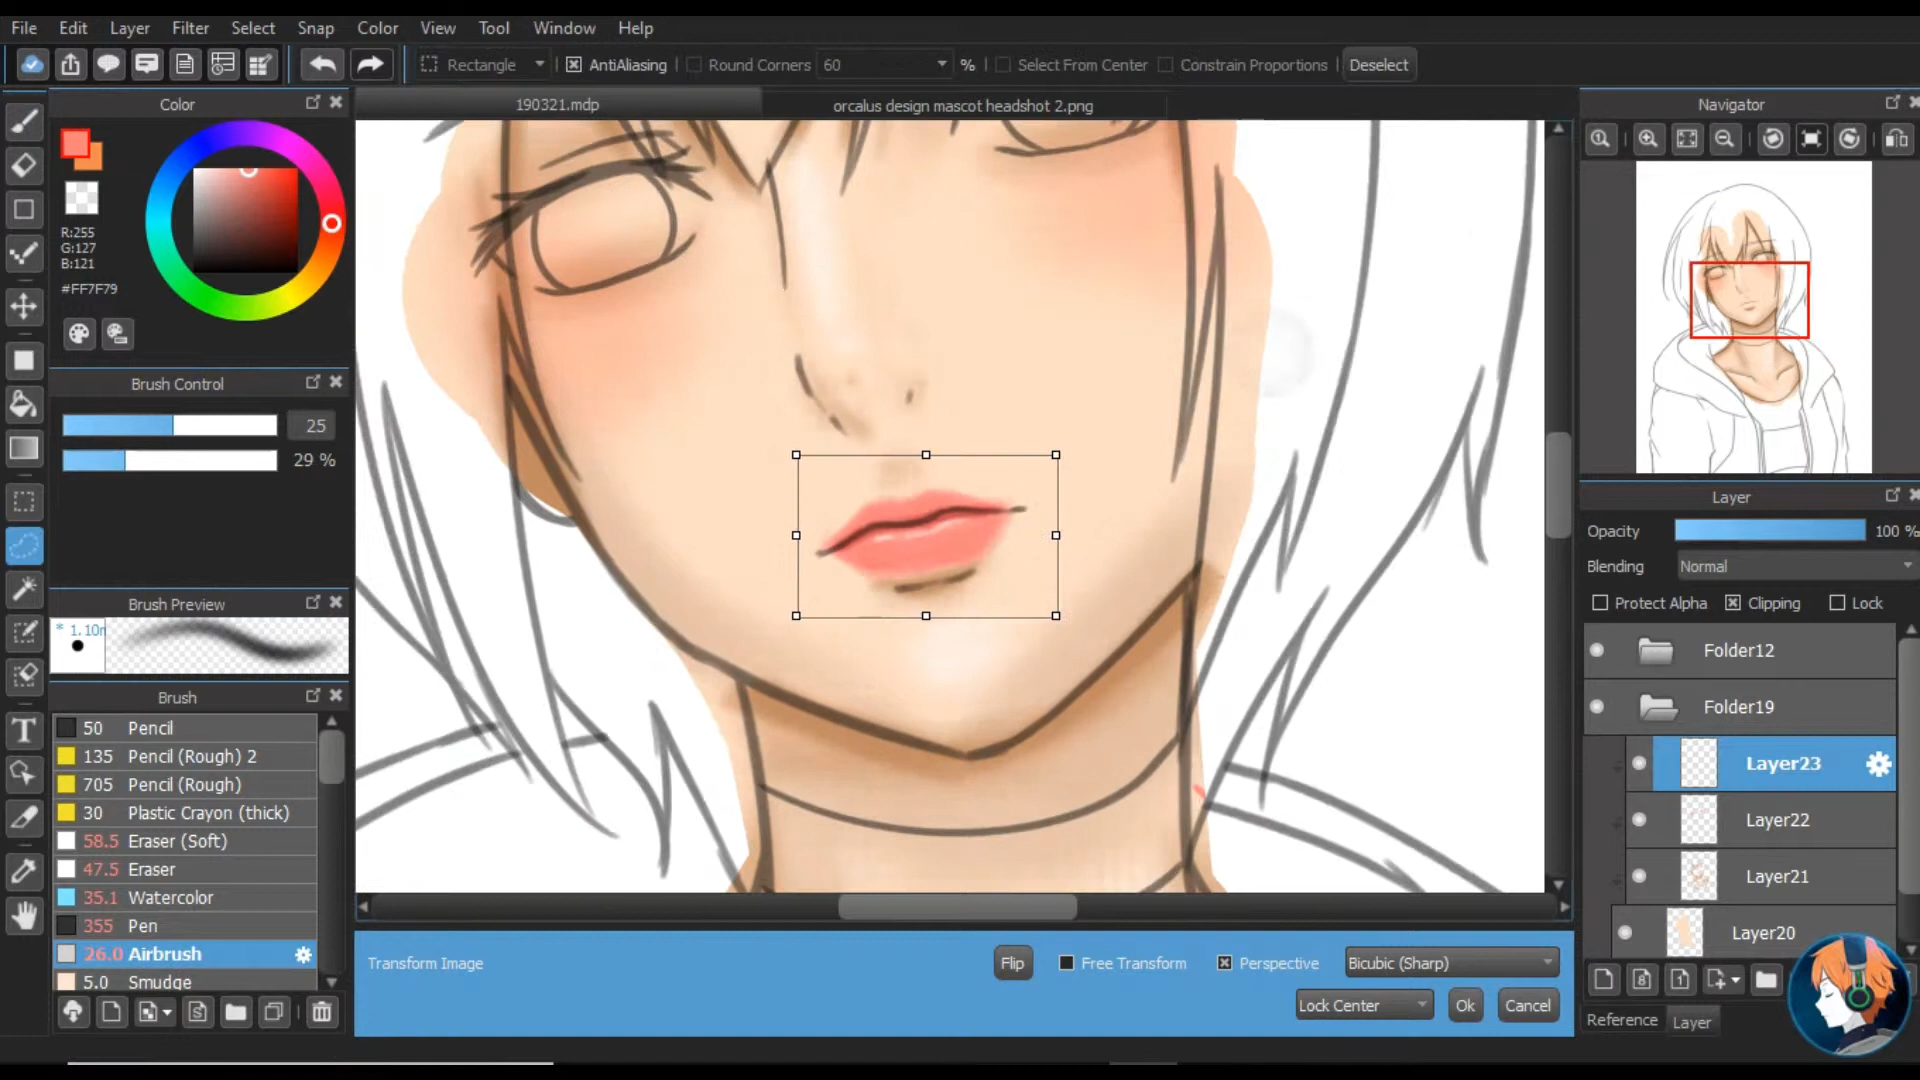 File Edit Layer Filter Select Snap Color View Tool Window Help
Rectangle AntiAliasing Round Corners 60 % Select From Center Constrain Proportions Deselect
Color
R:255
G:127
B:121
#FF7F79
Brush Control
25
29 %
Brush Preview
* 1.10
Brush
50 Pencil
135 Pencil (Rough) 2
705 Pencil (Rough)
30 Plastic Crayon (thick)
58.5 Eraser (Soft)
47.5 Eraser
35.1 Watercolor
355 Pen
26.0 Airbrush
5.0 Smudge
190321.mdp
orcalus design mascot headshot 2.png
Transform Image
Flip
Free Transform
Perspective
Bicubic (Sharp)
Lock Center
Ok
Cancel
Navigator
Layer
Opacity 100 %
Blending Normal
Protect Alpha Clipping Lock
Folder12
Folder19
Layer23
Layer22
Layer21
Layer20
Reference Layer